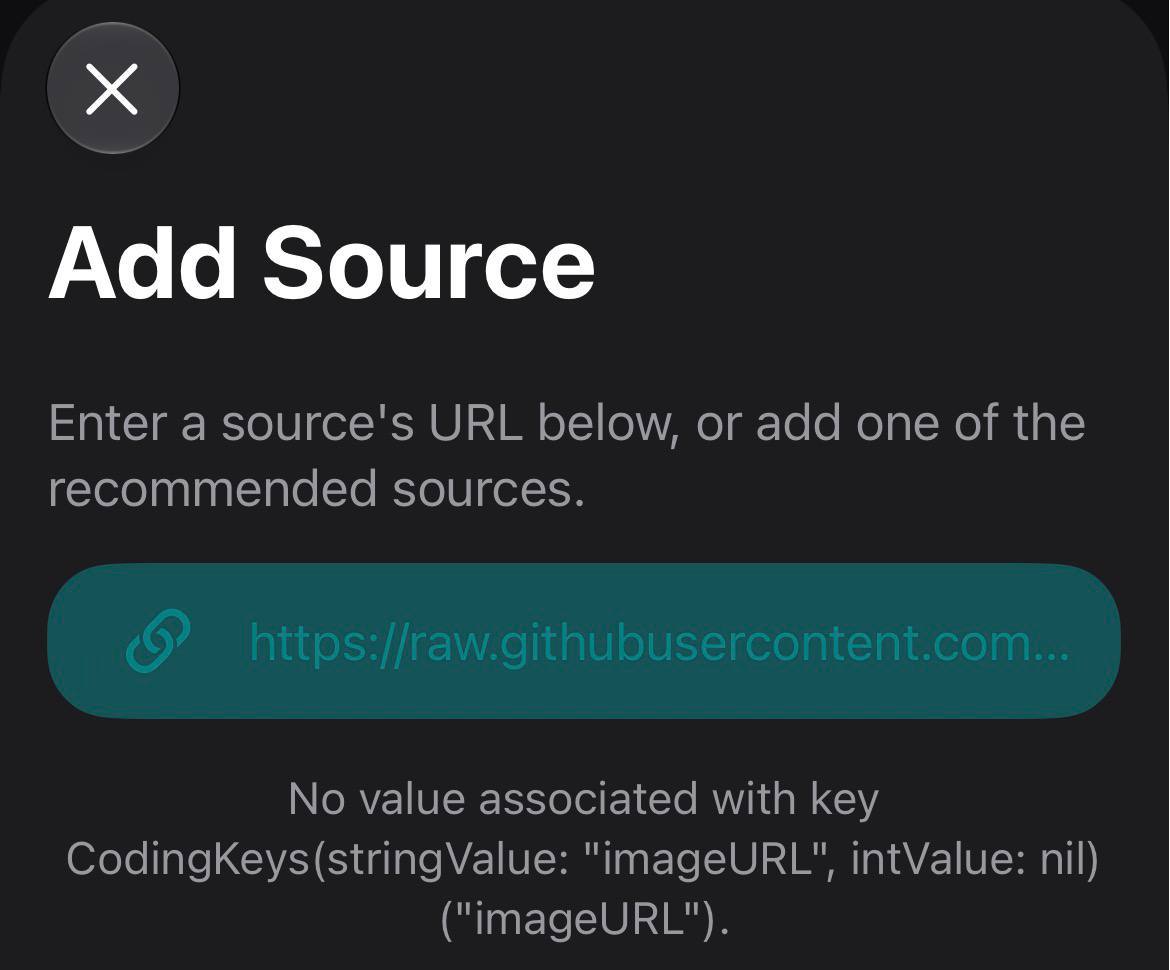 Add Source
Enter a source's URL below, or add one of the
recommended sources.
https://raw.githubusercontent.com...
No value associated with key
CodingKeys(stringValue: "imageURL", intValue: nil)
("imageURL").